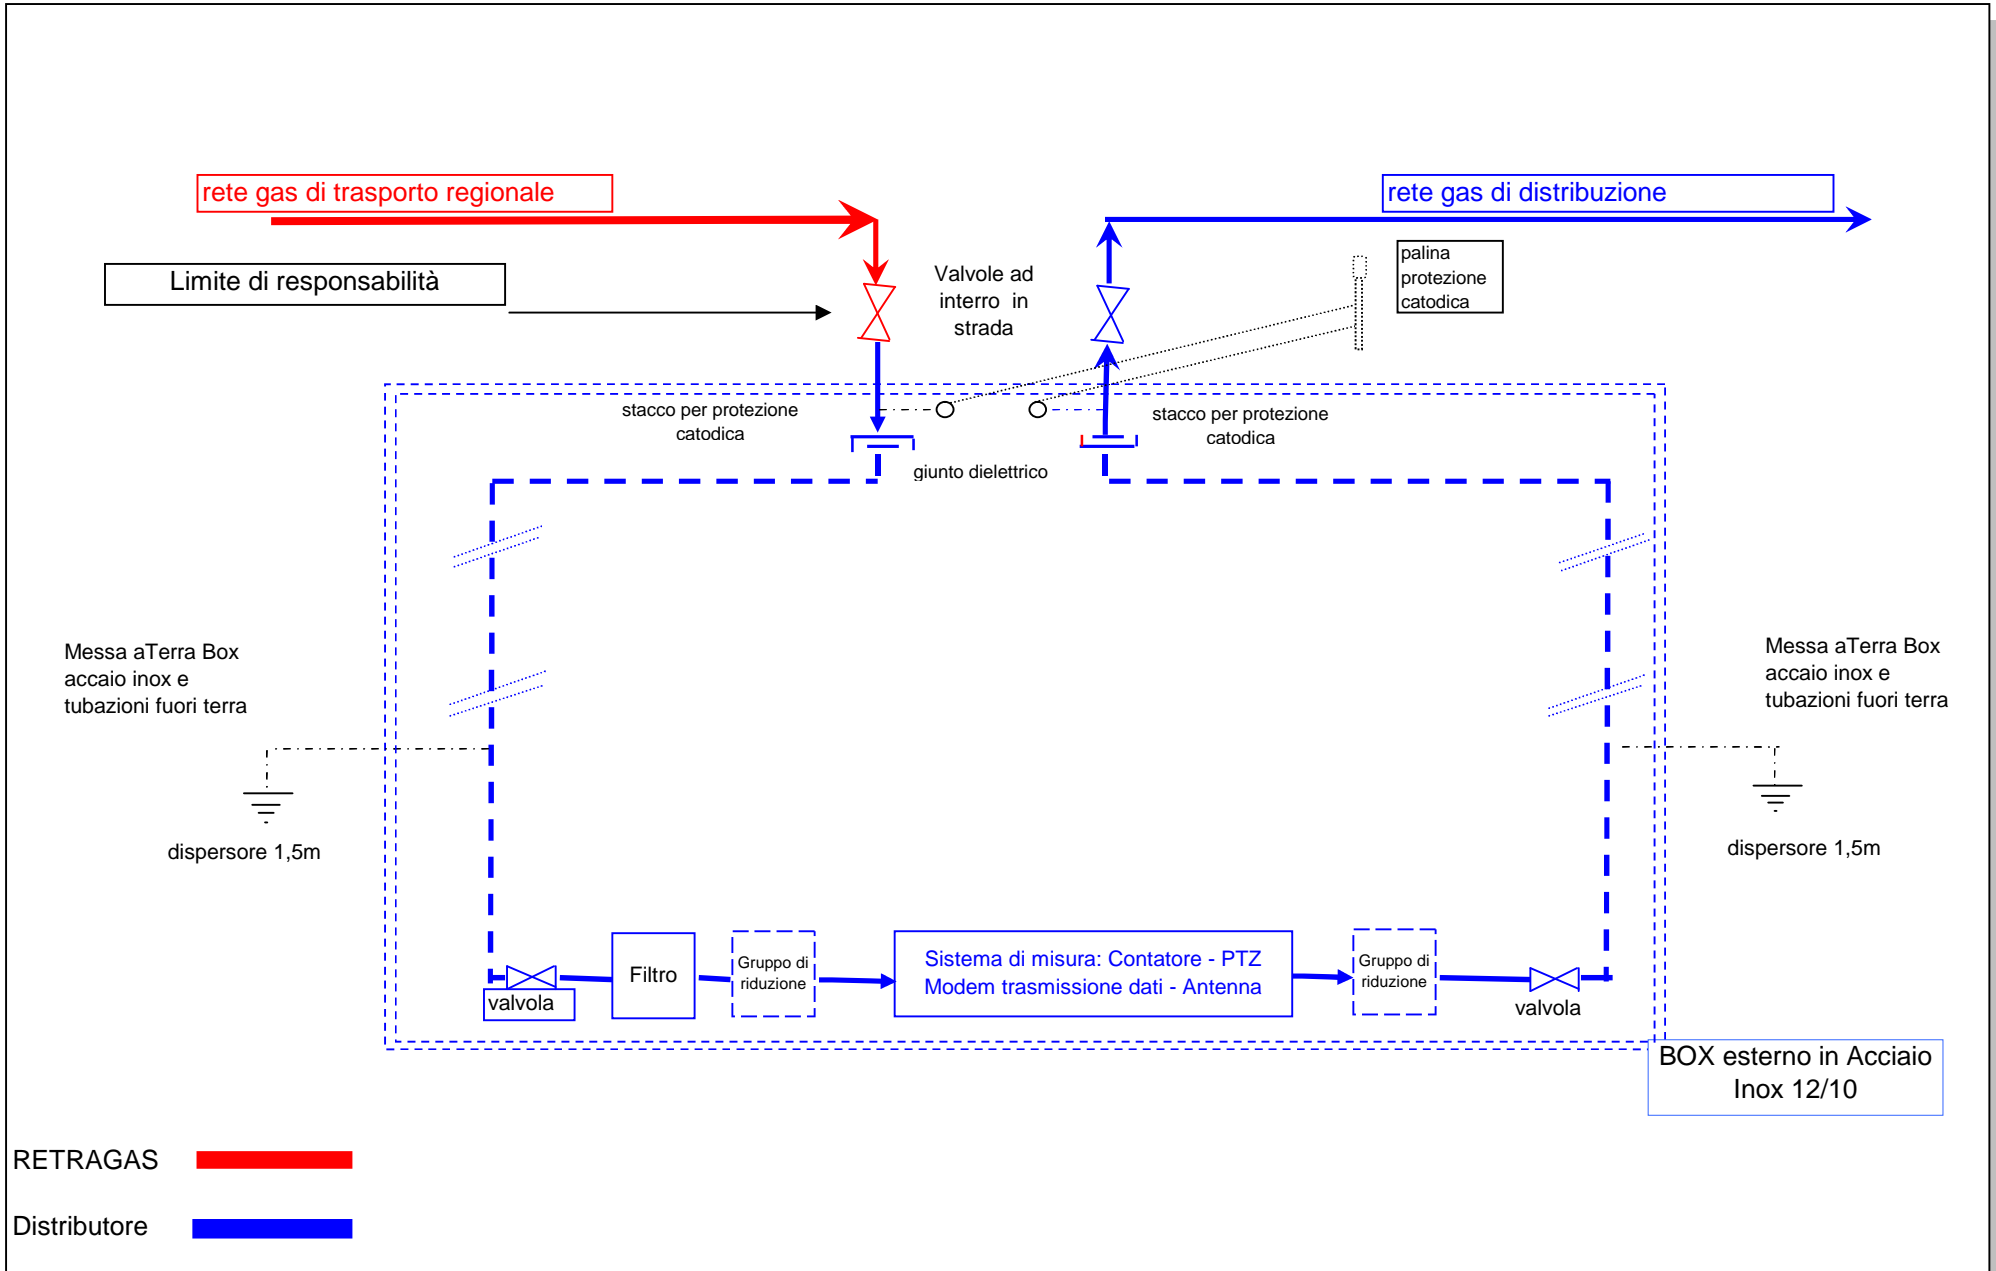 rete gas di trasporto regionale
rete gas di distribuzione
Limite di responsabilità
Valvole ad
interro in
strada
palina
protezione
catodica
stacco per protezione
catodica
stacco per protezione
catodica
giunto dielettrico
Messa aTerra Box
accaio inox e
tubazioni fuori terra
Messa aTerra Box
accaio inox e
tubazioni fuori terra
dispersore 1,5m
dispersore 1,5m
valvola
Filtro
Gruppo di
riduzione
Sistema di misura: Contatore - PTZ
Modem trasmissione dati - Antenna
Gruppo di
riduzione
valvola
BOX esterno in Acciaio
Inox 12/10
RETRAGAS
Distributore